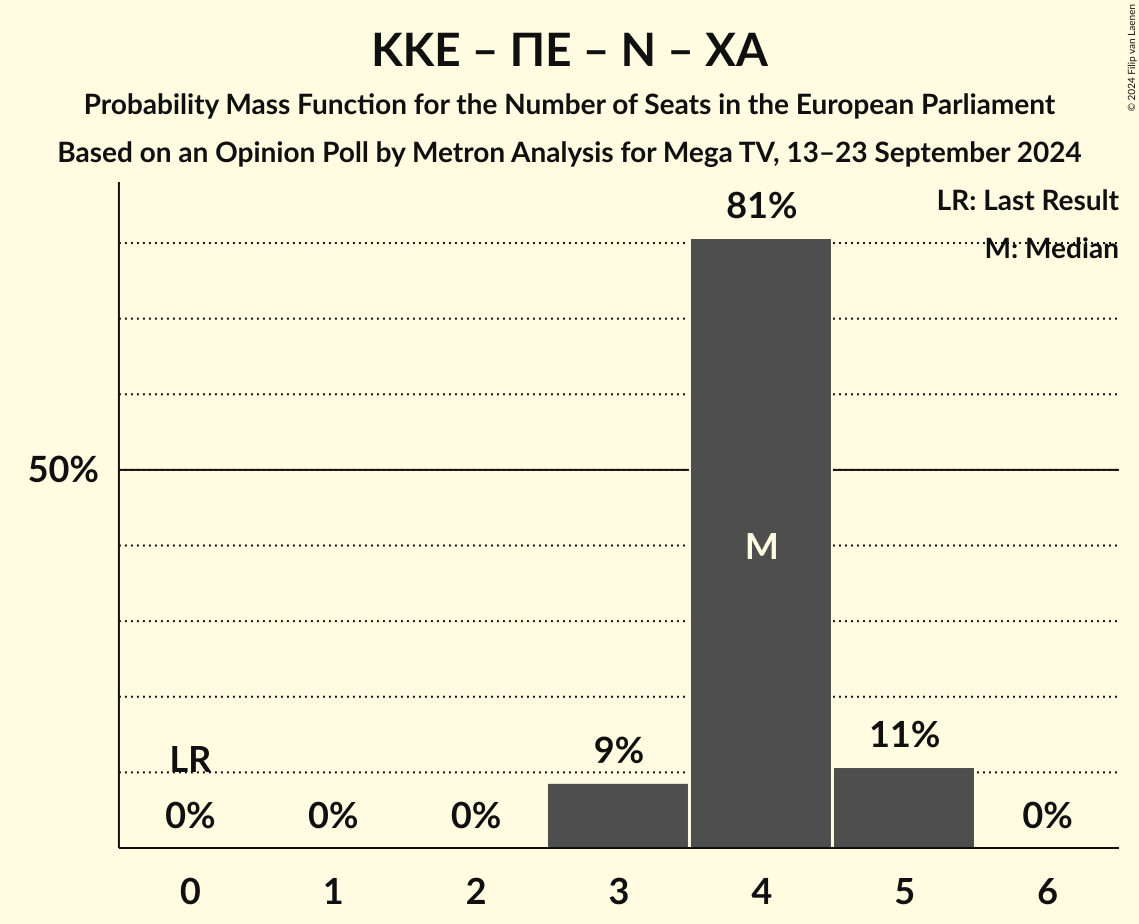 ΚΚΕ – ΠΕ – Ν – ΧΑ
Probability Mass Function for the Number of Seats in the European Parliament
Based on an Opinion Poll by Metron Analysis for Mega TV, 13–23 September 2024
© 2024 Filip van Laenen
LR: Last Result
M: Median
81%
50%
M
11%
9%
LR
0%
0%
0%
0%
0
1
2
3
4
5
6